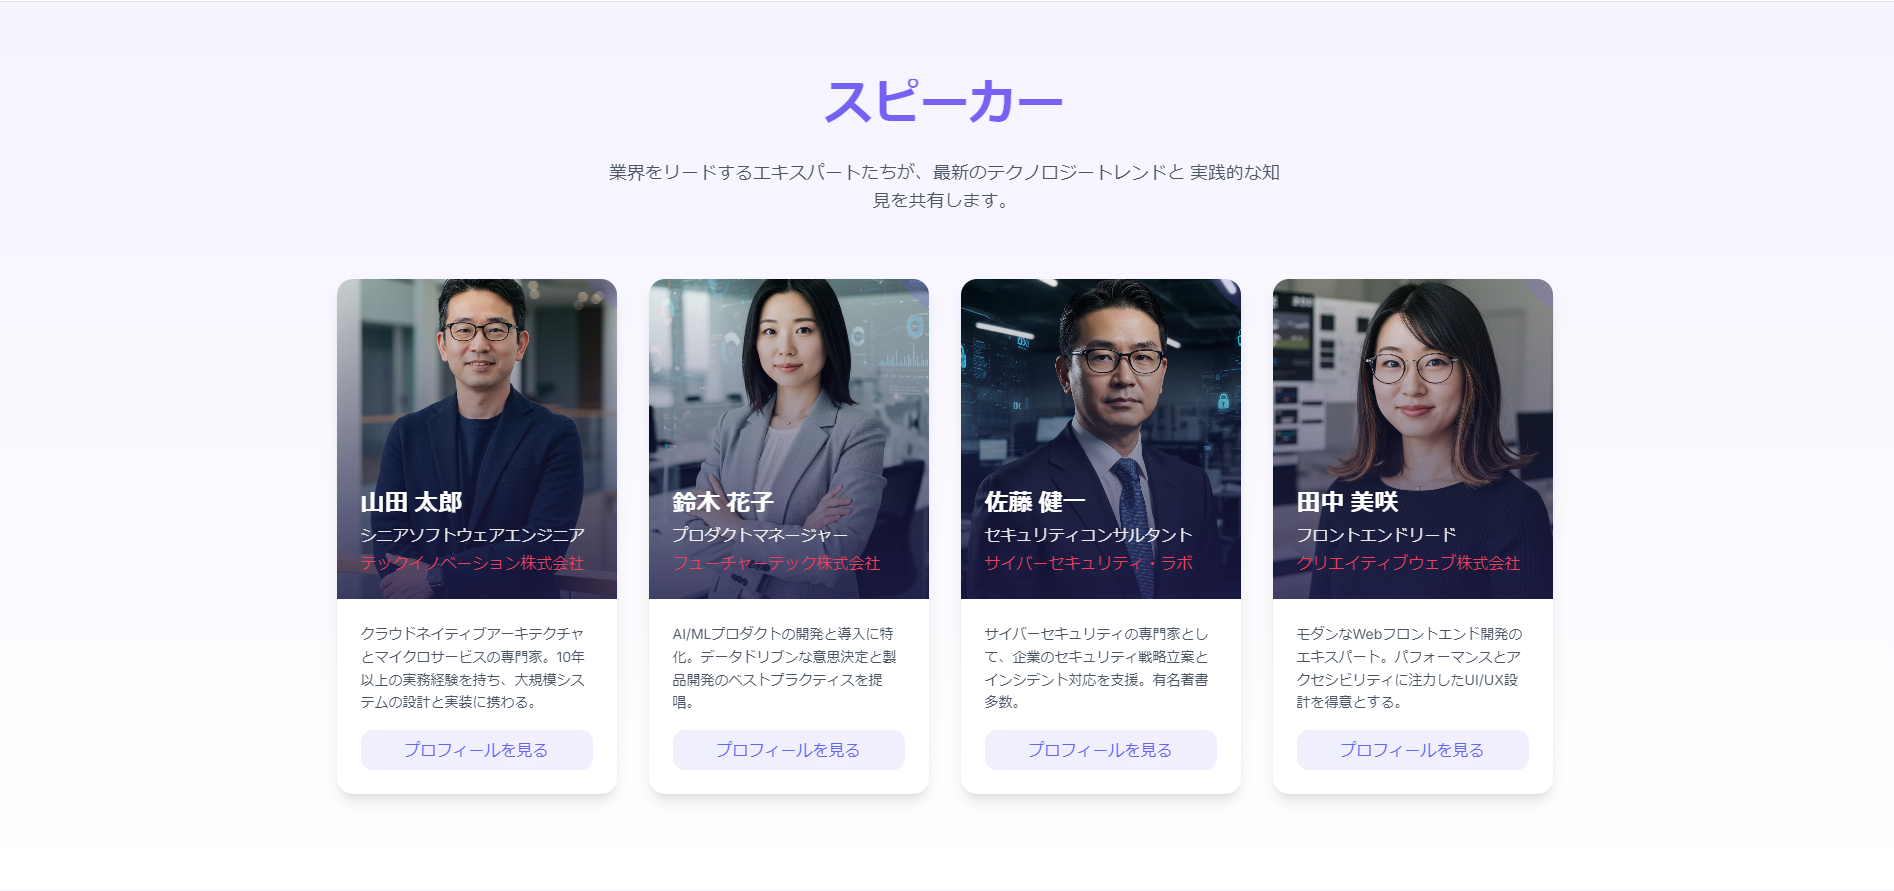 スピーカー
業界をリードするエキスパートたちが、最新のテクノロジートレンドと 実践的な知
見を共有します。
山田 太郎
シニアソフトウェアエンジニア
テックイノベーション株式会社
クラウドネイティブアーキテクチャ
とマイクロサービスの専門家。10年
以上の実務経験を持ち、大規模シス
テムの設計と実装に携わる。
プロフィールを見る
鈴木 花子
プロダクトマネージャー
フューチャーテック株式会社
AI/MLプロダクトの開発と導入に特
化。データドリブンな意思決定と製
品開発のベストプラクティスを提
唱。
プロフィールを見る
佐藤 健一
セキュリティコンサルタント
サイバーセキュリティ・ラボ
サイバーセキュリティの専門家とし
て、企業のセキュリティ戦略立案と
インシデント対応を支援。有名著書
多数。
プロフィールを見る
田中 美咲
フロントエンドリード
クリエイティブウェブ株式会社
モダンなWebフロントエンド開発の
エキスパート。パフォーマンスとア
クセシビリティに注力したUI/UX設
計を得意とする。
プロフィールを見る